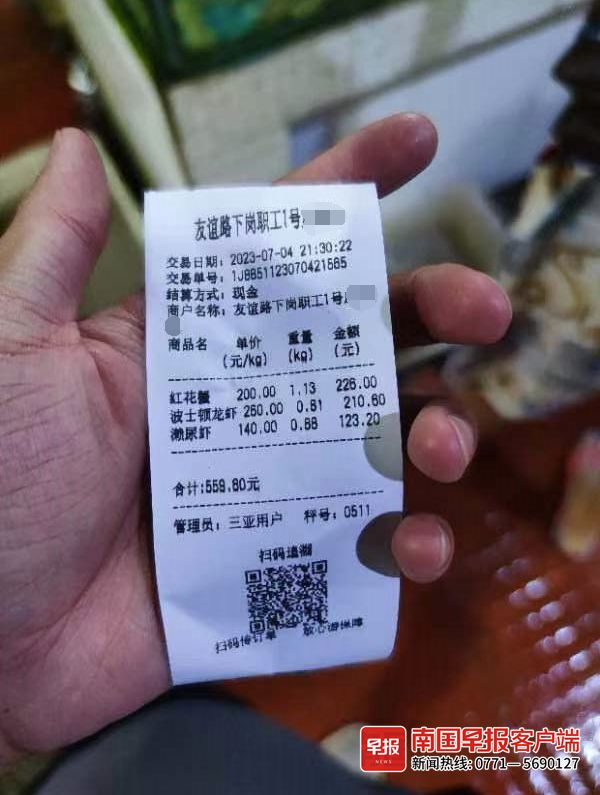 友谊路下岗职工1号
交易日期: 2023-07-04 21:30:22
交易单号: 1J8851123070421585
结算方式: 现金
商户名称: 友谊路下岗职工1号
商品名 单价 重量 金额
(元/kg) (kg) (元)
红花蟹 200.00 1.13 226.00
波士顿龙虾 260.00 0.81 210.60
濑尿虾 140.00 0.88 123.20
合计:559.80元
管理员: 三亚用户 秤号: 0511
扫码追溯
扫码传订单 放心游保障
早报
NEWS
南国早报客户端
新闻热线: 0771—5690127